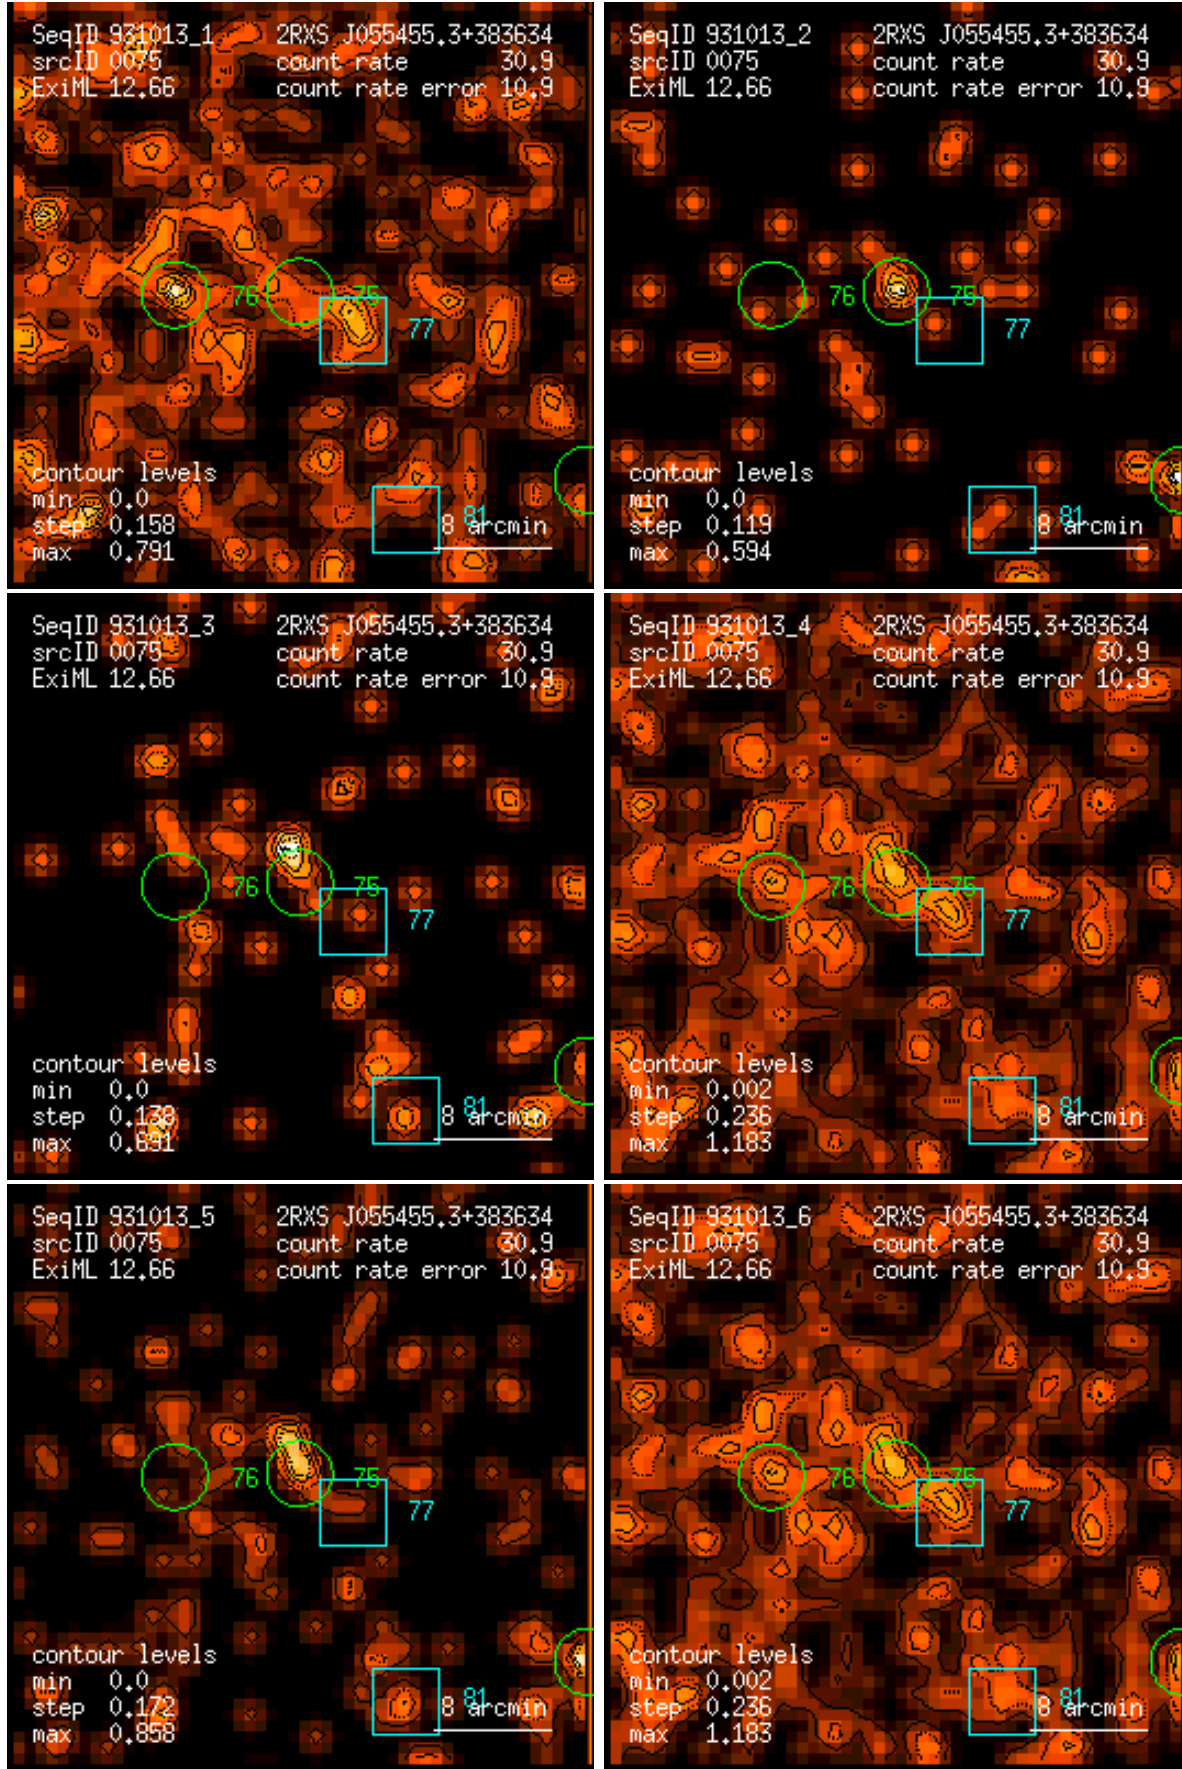 SeqID 931013_1 2RXS J055455.3+383634
srcID 0075 count rate 30.9
ExiML 12.66 count rate error 10.9
76 75
77
contour levels
min 0.0
step 0.158 81 8 arcmin
max 0.791
SeqID 931013_2 2RXS J055455.3+383634
srcID 0075 count rate 30.9
ExiML 12.66 count rate error 10.9
76 75
77
contour levels
min 0.0
step 0.119 81 8 arcmin
max 0.594
SeqID 931013_3 2RXS J055455.3+383634
srcID 0075 count rate 30.9
ExiML 12.66 count rate error 10.9
76 75
77
contour levels
min 0.0
step 0.138 81 8 arcmin
max 0.691
SeqID 931013_4 2RXS J055455.3+383634
srcID 0075 count rate 30.9
ExiML 12.66 count rate error 10.9
76 75
77
contour levels
min 0.002
step 0.236 81 8 arcmin
max 1.183
SeqID 931013_5 2RXS J055455.3+383634
srcID 0075 count rate 30.9
ExiML 12.66 count rate error 10.9
76 75
77
contour levels
min 0.0
step 0.172 81 8 arcmin
max 0.858
SeqID 931013_6 2RXS J055455.3+383634
srcID 0075 count rate 30.9
ExiML 12.66 count rate error 10.9
76 75
77
contour levels
min 0.002
step 0.236 81 8 arcmin
max 1.183